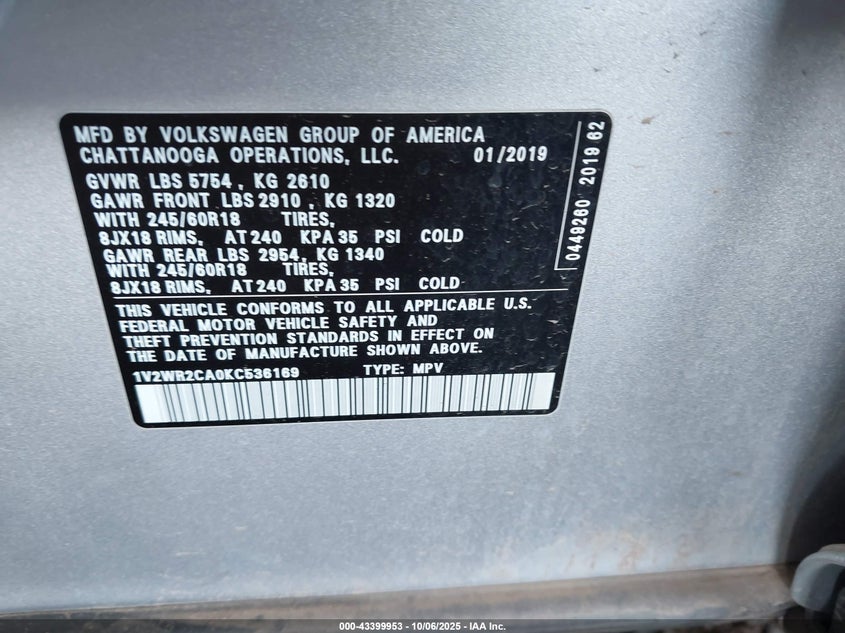 MFD BY VOLKSWAGEN GROUP OF AMERICA
CHATTANOOGA OPERATIONS, LLC. 01/2019
GVWR LBS 5754, KG 2610
GAWR FRONT LBS 2910, KG 1320
WITH 245/60R18 TIRES,
8JX18 RIMS, AT 240 KPA 35 PSI COLD
GAWR REAR LBS 2954, KG 1340
WITH 245/60R18 TIRES,
8JX18 RIMS, AT 240 KPA 35 PSI COLD
THIS VEHICLE CONFORMS TO ALL APPLICABLE U.S.
FEDERAL MOTOR VEHICLE SAFETY AND
THEFT PREVENTION STANDARDS IN EFFECT ON
THE DATE OF MANUFACTURE SHOWN ABOVE.
1V2WR2CA0KC536169 TYPE: MPV
0449260 2019 62
000-43399953 - 10/06/2025 - IAA Inc.